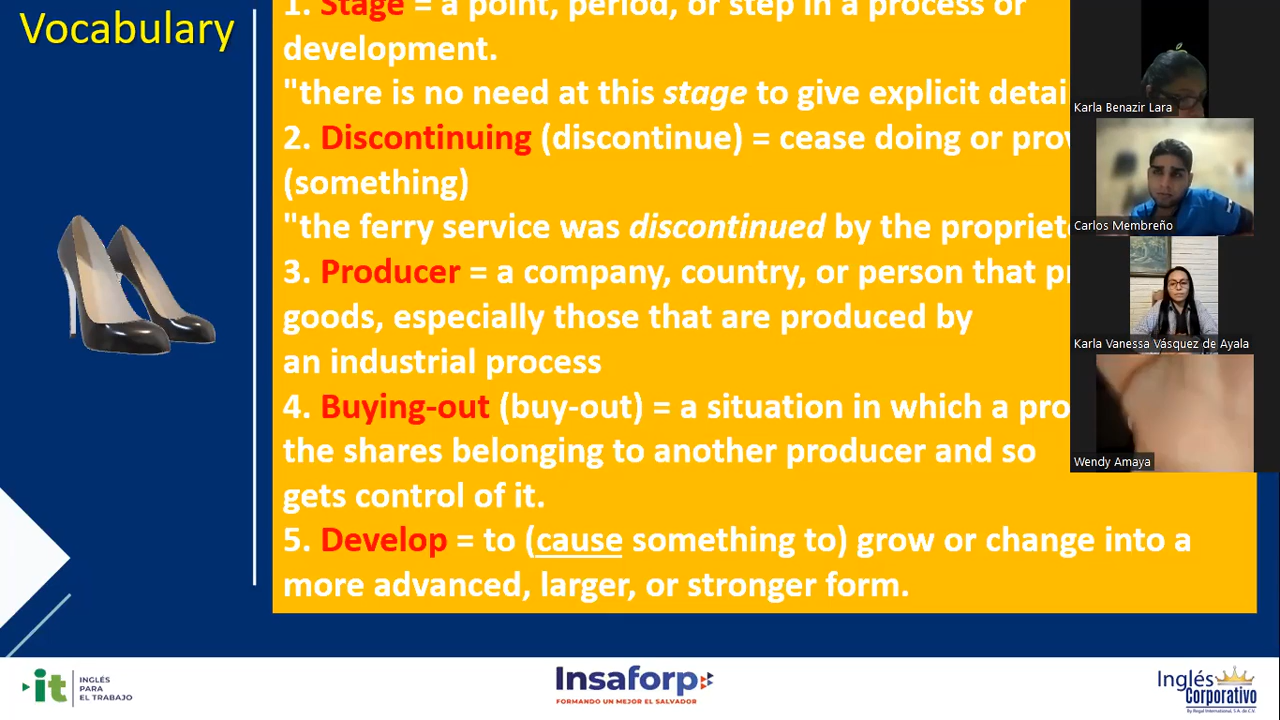 Vocabulary
1. Stage = a point, period, or step in a process or
development.
"there is no need at this stage to give explicit
2. Discontinuing (discontinue) = cease doing or
(something)
"the ferry service was discontinued by the
3. Producer = a company, country, or person that
goods, especially those that are produced by
an industrial process
4. Buying-out (buy-out) = a situation in which a
the shares belonging to another producer and so
gets control of it.
5. Develop = to (cause something to) grow or change into a
more advanced, larger, or stronger form.
Karla Benazir Lara
Carlos Membreño
Karla Vanessa Vásquez de Ayala
Wendy Amaya
it INGLÉS
PARA
EL TRABAJO
Insaforp
FORMANDO UN MEJOR EL SALVADOR
Inglés
Corporativo
By Regal International, S.A. de C.V.